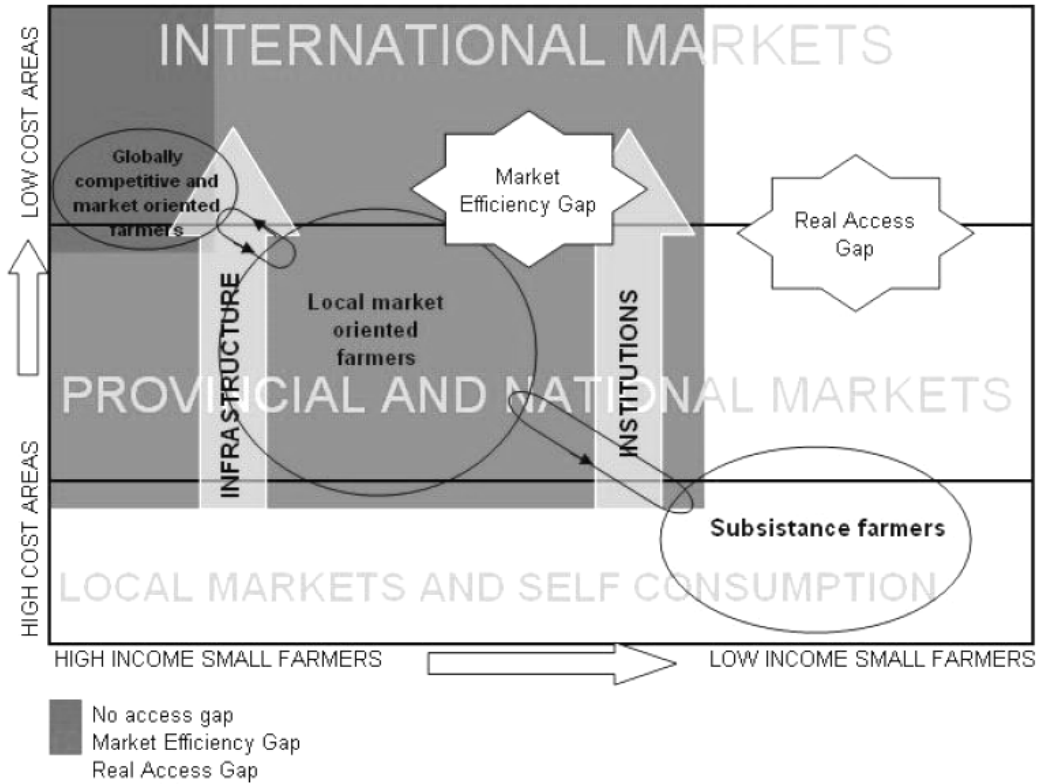 INTERNATIONAL MARKETS
LOW COST AREAS
Globally
competitive and
market oriented
farmers
Market
Efficiency Gap
Real Access
Gap
INFRASTRUCTURE
Local market
oriented
farmers
INSTITUTIONS
PROVINCIAL AND NATIONAL MARKETS
HIGH COST AREAS
Subsistance farmers
LOCAL MARKETS AND SELF CONSUMPTION
HIGH INCOME SMALL FARMERS
LOW INCOME SMALL FARMERS
No access gap
Market Efficiency Gap
Real Access Gap